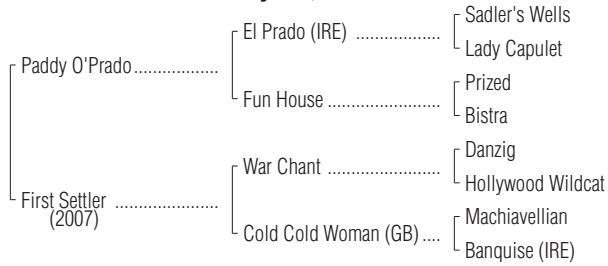 Sadler's Wells
El Prado (IRE) ..................
Lady Capulet
Paddy O'Prado..................
Prized
Fun House ........................
Bistra
Danzig
War Chant ........................
Hollywood Wildcat
First Settler ......................
(2007)
Machiavellian
Cold Cold Woman (GB) ....
Banquise (IRE)